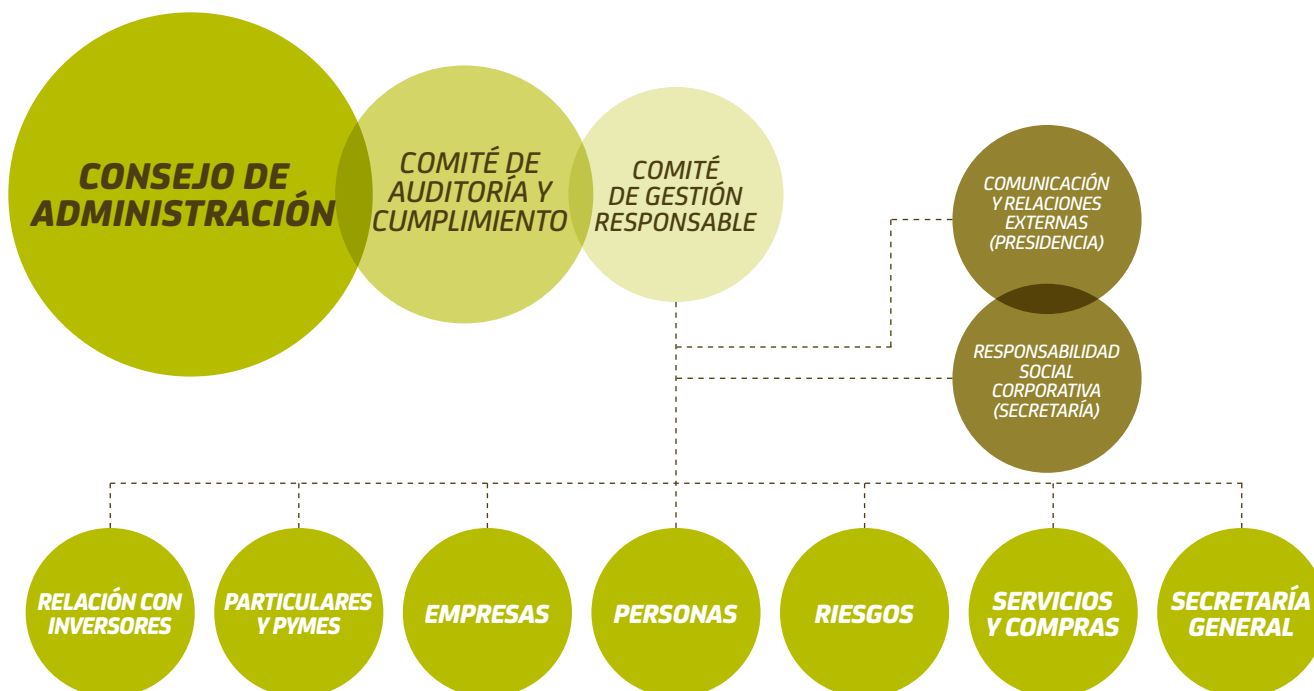 CONSEJO DE
ADMINISTRACIÓN
COMITÉ DE
AUDITORÍA Y
CUMPLIMIENTO
COMITÉ
DE GESTIÓN
RESPONSABLE
COMUNICACIÓN
Y RELACIONES
EXTERNAS
(PRESIDENCIA)
RESPONSABILIDAD
SOCIAL
CORPORATIVA
(SECRETARÍA)
RELACIÓN CON
INVERSORES
PARTICULARES
Y PYMES
EMPRESAS
PERSONAS
RIESGOS
SERVICIOS
Y COMPRAS
SECRETARÍA
GENERAL